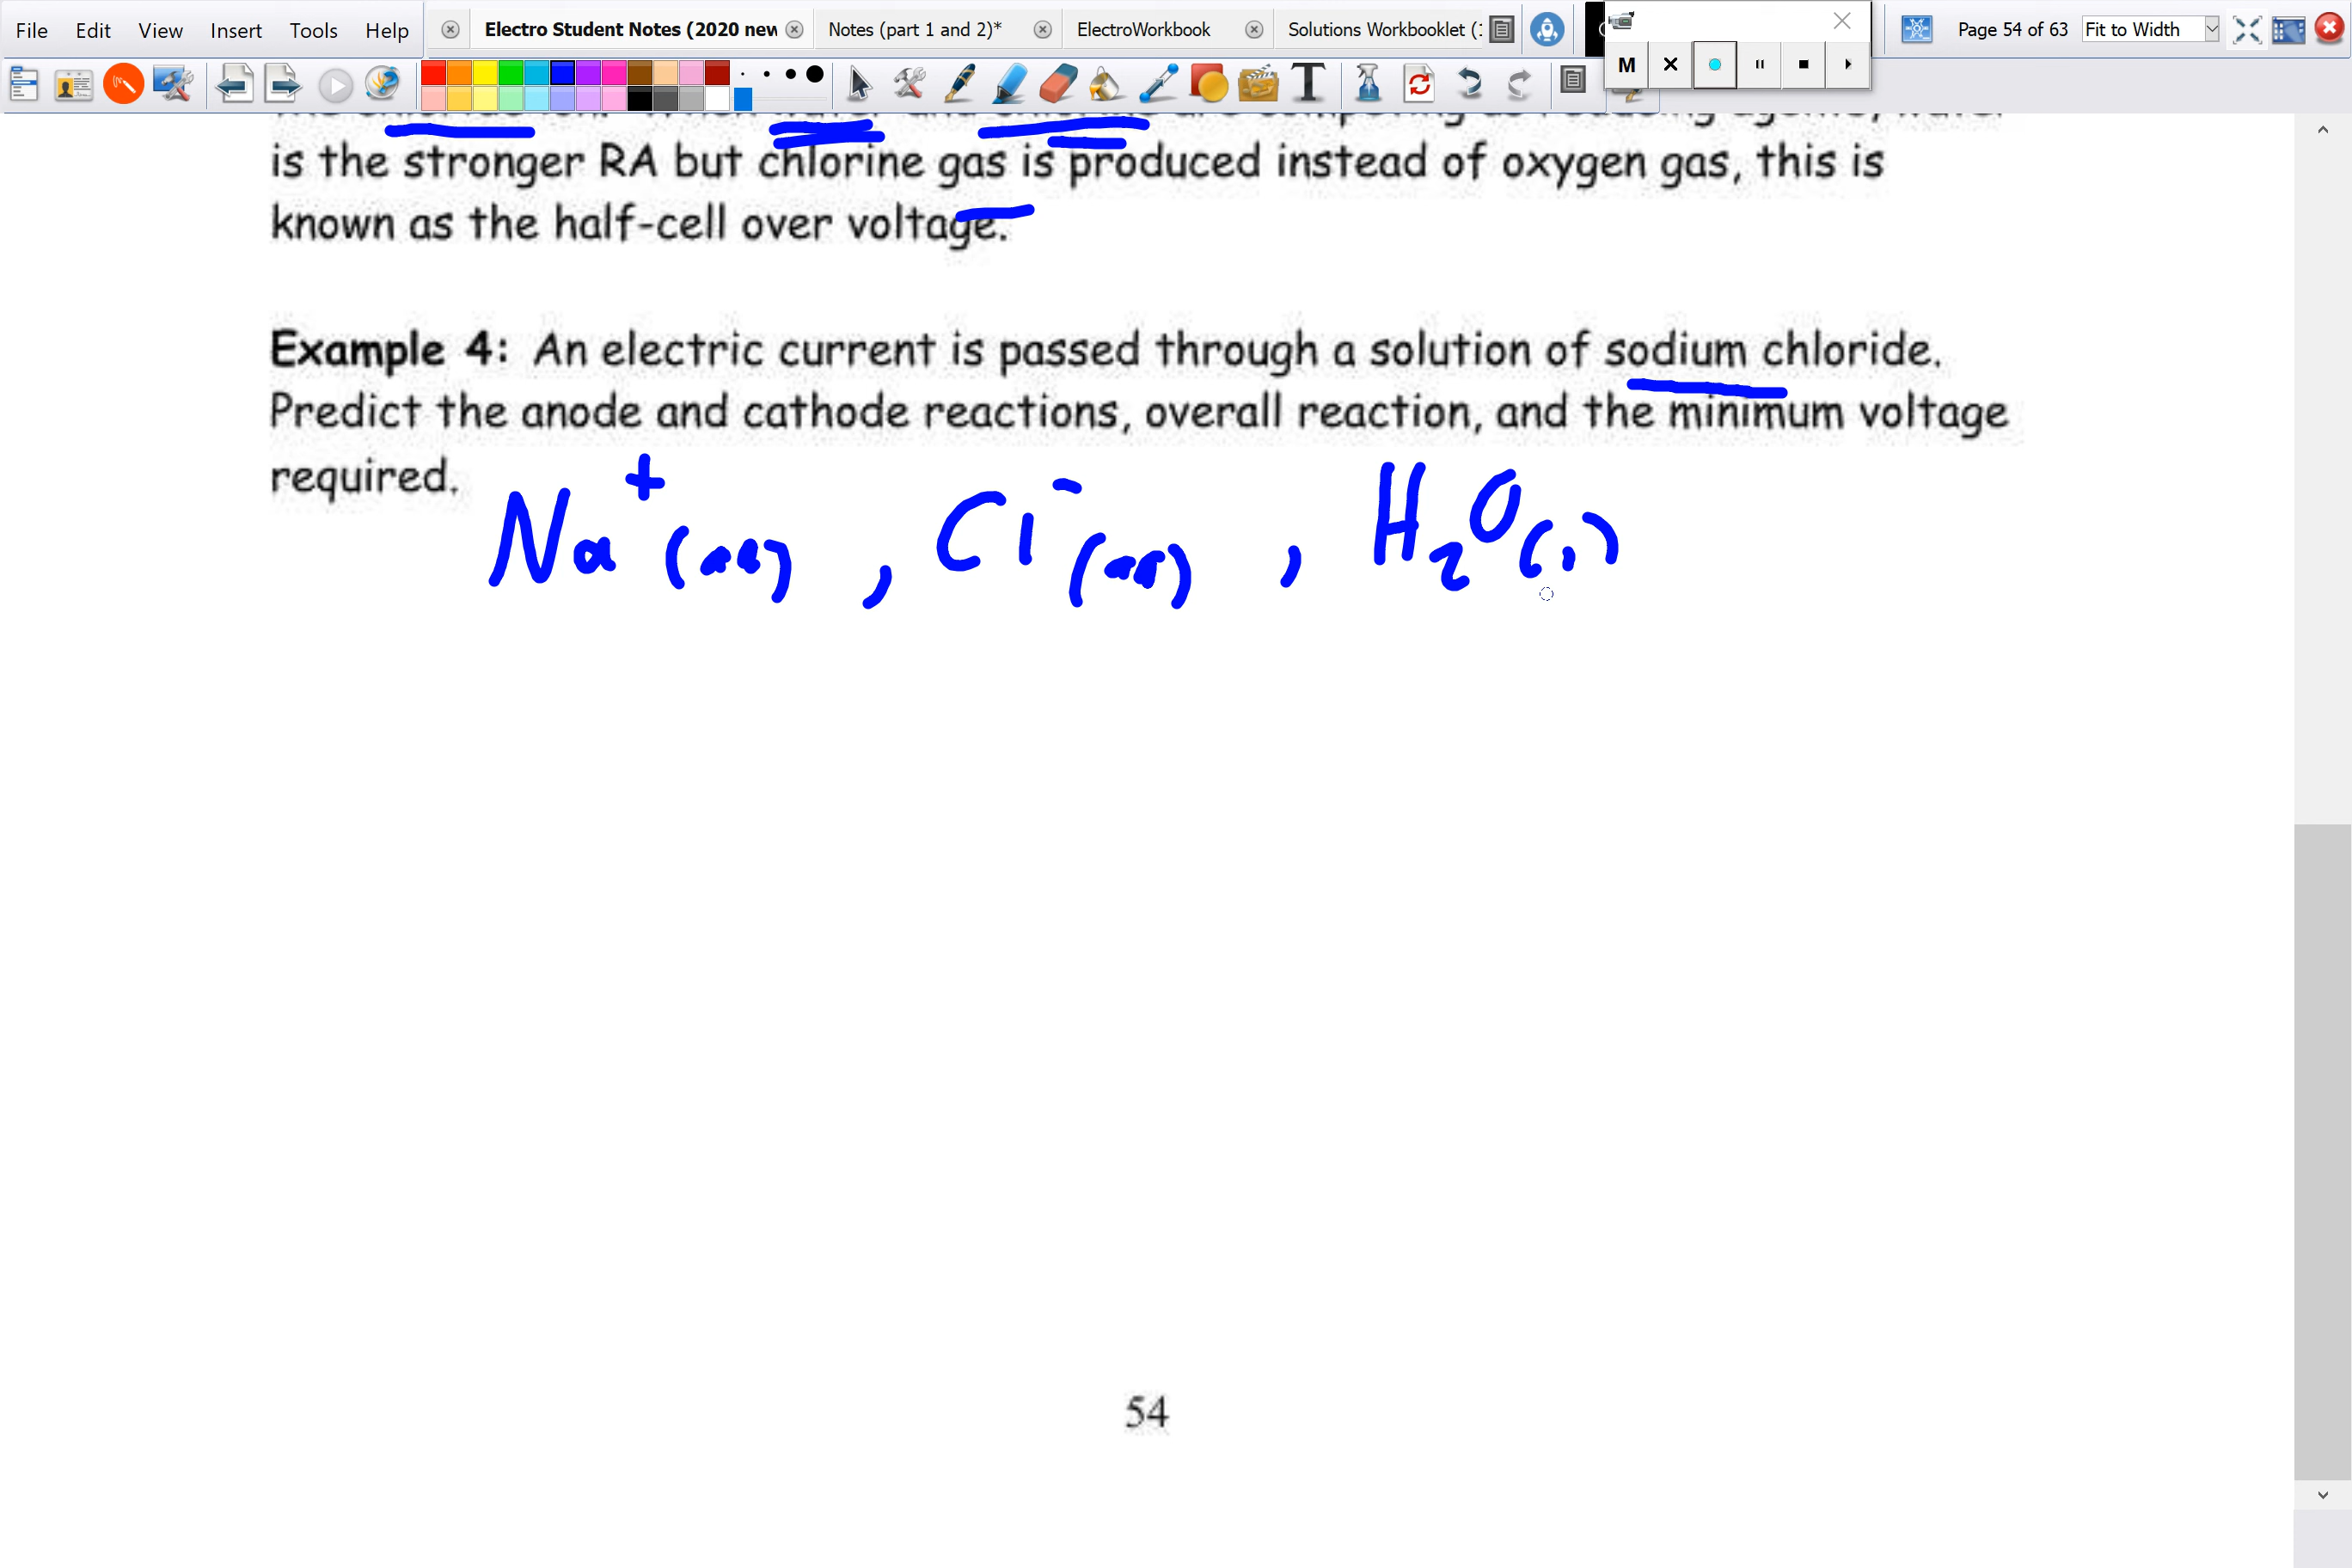 File Edit View Insert Tools Help Electro Student Notes (2020 new Notes (part 1 and 2)* ElectroWorkbook Solutions Workbooklet (1 Page 54 of 63 Fit to Width
M
is the stronger RA but chlorine gas is produced instead of oxygen gas, this is
known as the half-cell over voltage.
Example 4: An electric current is passed through a solution of sodium chloride.
Predict the anode and cathode reactions, overall reaction, and the minimum voltage
required.
Na⁺(aq) , Cl⁻(aq) , H₂O(l)
54